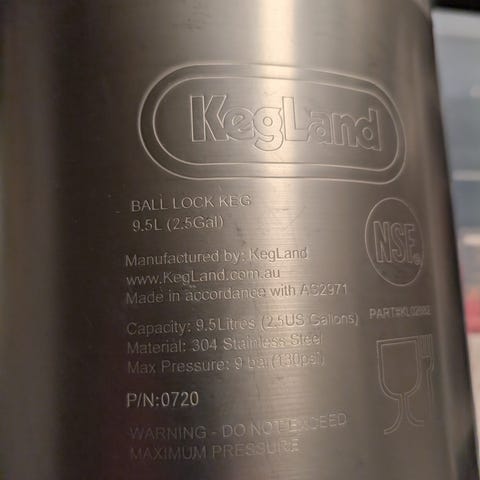 KegLand
BALL LOCK KEG
9.5L (2.5Gal)
Manufactured by: KegLand
www.KegLand.com.au
Made in accordance with AS2971
NSF®
PART#KL02882
Capacity: 9.5Litres (2.5US Gallons)
Material: 304 Stainless Steel
Max Pressure: 9 bar (130psi)
P/N:0720
WARNING - DO NOT EXCEED
MAXIMUM PRESSURE